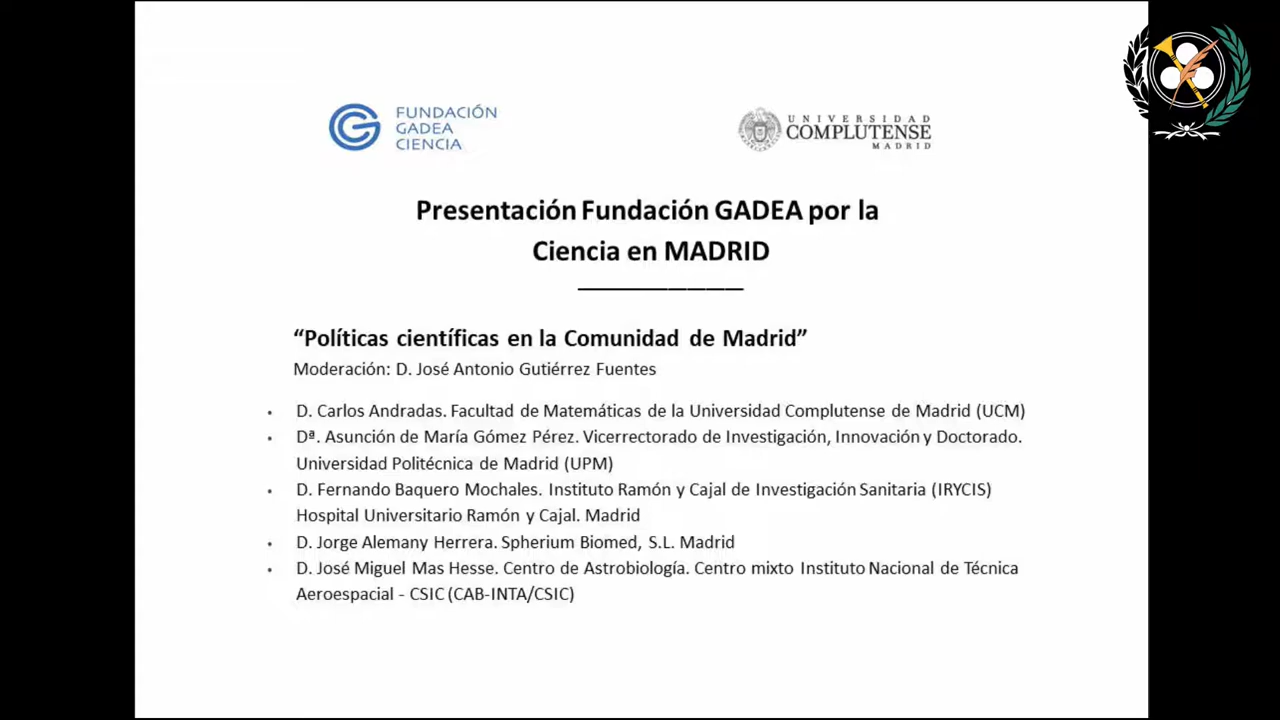 FUNDACIÓN
GADEA
CIENCIA
UNIVERSIDAD
COMPLUTENSE
MADRID
Presentación Fundación GADEA por la
Ciencia en MADRID
“Políticas científicas en la Comunidad de Madrid”
Moderación: D. José Antonio Gutiérrez Fuentes
• D. Carlos Andradas. Facultad de Matemáticas de la Universidad Complutense de Madrid (UCM)
• Dª. Asunción de María Gómez Pérez. Vicerrectorado de Investigación, Innovación y Doctorado.
Universidad Politécnica de Madrid (UPM)
• D. Fernando Baquero Mochales. Instituto Ramón y Cajal de Investigación Sanitaria (IRYCIS)
Hospital Universitario Ramón y Cajal. Madrid
• D. Jorge Alemany Herrera. Spherium Biomed, S.L. Madrid
• D. José Miguel Mas Hesse. Centro de Astrobiología. Centro mixto Instituto Nacional de Técnica
Aeroespacial - CSIC (CAB-INTA/CSIC)